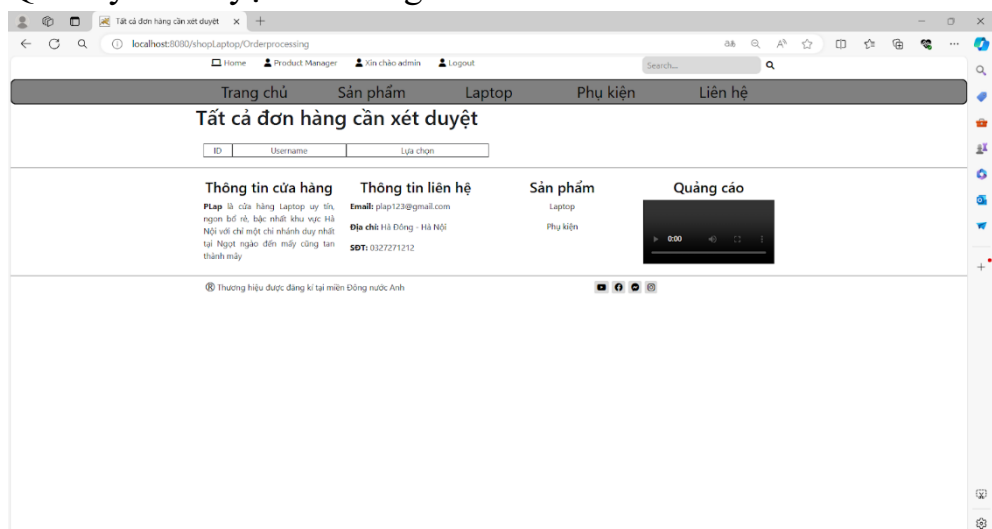 Tất cả đơn hàng cần xét duyệt
localhost:8080/shopLaptop/Orderprocessing
Home Product Manager Xin chào admin Logout Search...
Trang chủ Sản phẩm Laptop Phụ kiện Liên hệ
Tất cả đơn hàng cần xét duyệt
ID Username Lựa chọn
Thông tin cửa hàng
PLap là cửa hàng Laptop uy tín,
ngon bổ rẻ, bậc nhất khu vực Hà
Nội với chỉ một chi nhánh duy nhất
tại Ngọt ngào đến mấy cũng tan
thành mây
Thông tin liên hệ
Email: plap123@gmail.com
Địa chỉ: Hà Đông - Hà Nội
SĐT: 0327271212
Sản phẩm
Laptop
Phụ kiện
Quảng cáo
0:00
® Thương hiệu được đăng kí tại miền Đông nước Anh